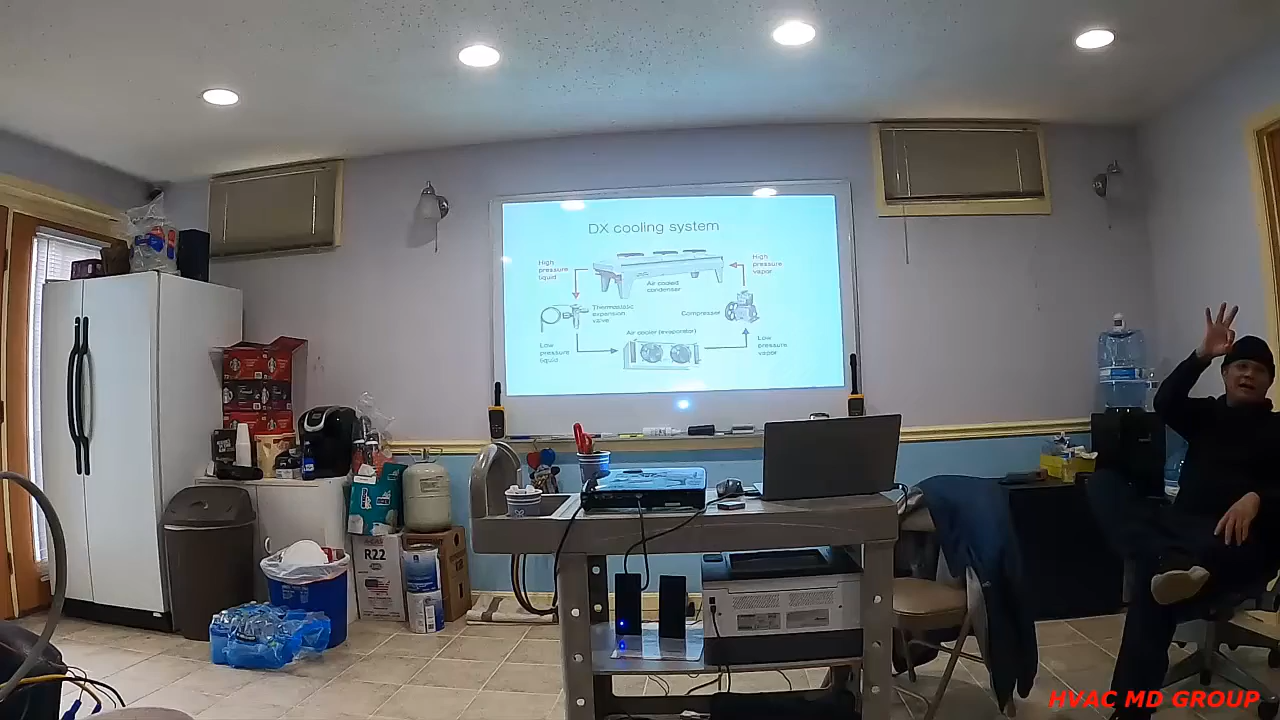 DX cooling system
High
pressure
liquid
High
pressure
vapor
Air cooled
condenser
Thermostatic
expansion
valve
Compressor
Air cooler (evaporator)
Low
pressure
liquid
Low
pressure
vapor
R22
HVAC MD GROUP